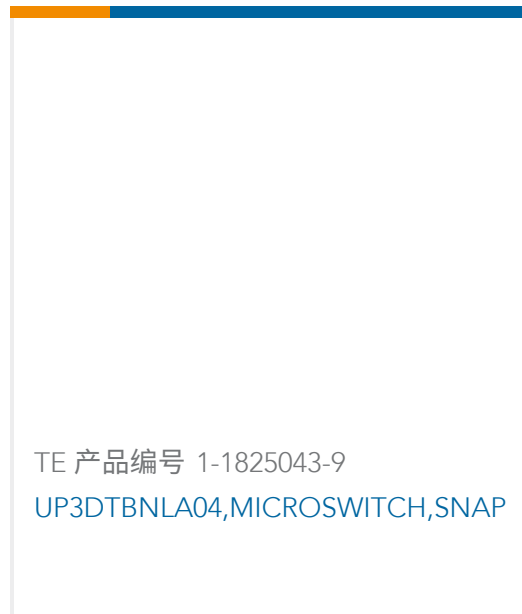 TE 产品编号 1-1825043-9
UP3DTBNLA04,MICROSWITCH,SNAP